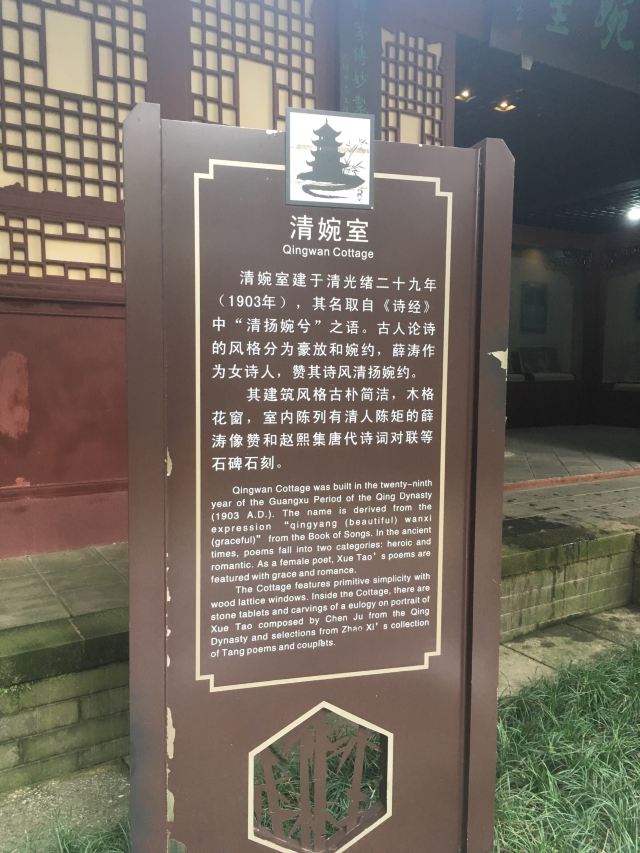 清婉室
Qingwan Cottage
清婉室建于清光绪二十九年
（1903年），其名取自《诗经》
中“清扬婉兮”之语。古人论诗
的风格分为豪放和婉约，薛涛作
为女诗人，赞其诗风清扬婉约。
其建筑风格古朴简洁，木格
花窗，室内陈列有清人陈矩的薛
涛像赞和赵熙集唐代诗词对联等
石碑石刻。
Qingwan Cottage was built in the twenty-ninth
year of the Guangxu Period of the Qing Dynasty
(1903 A.D.). The name is derived from the
expression “qingyang (beautiful) wanxi
(graceful)” from the Book of Songs. In the ancient
times, poems fall into two categories: heroic and
romantic. As a female poet, Xue Tao’s poems are
featured with grace and romance.
The Cottage features primitive simplicity with
wood lattice windows. Inside the Cottage, there are
stone tablets and carvings of a eulogy on portrait of
Xue Tao composed by Chen Ju from the Qing
Dynasty and selections from Zhao Xi’s collection
of Tang poems and couplets.